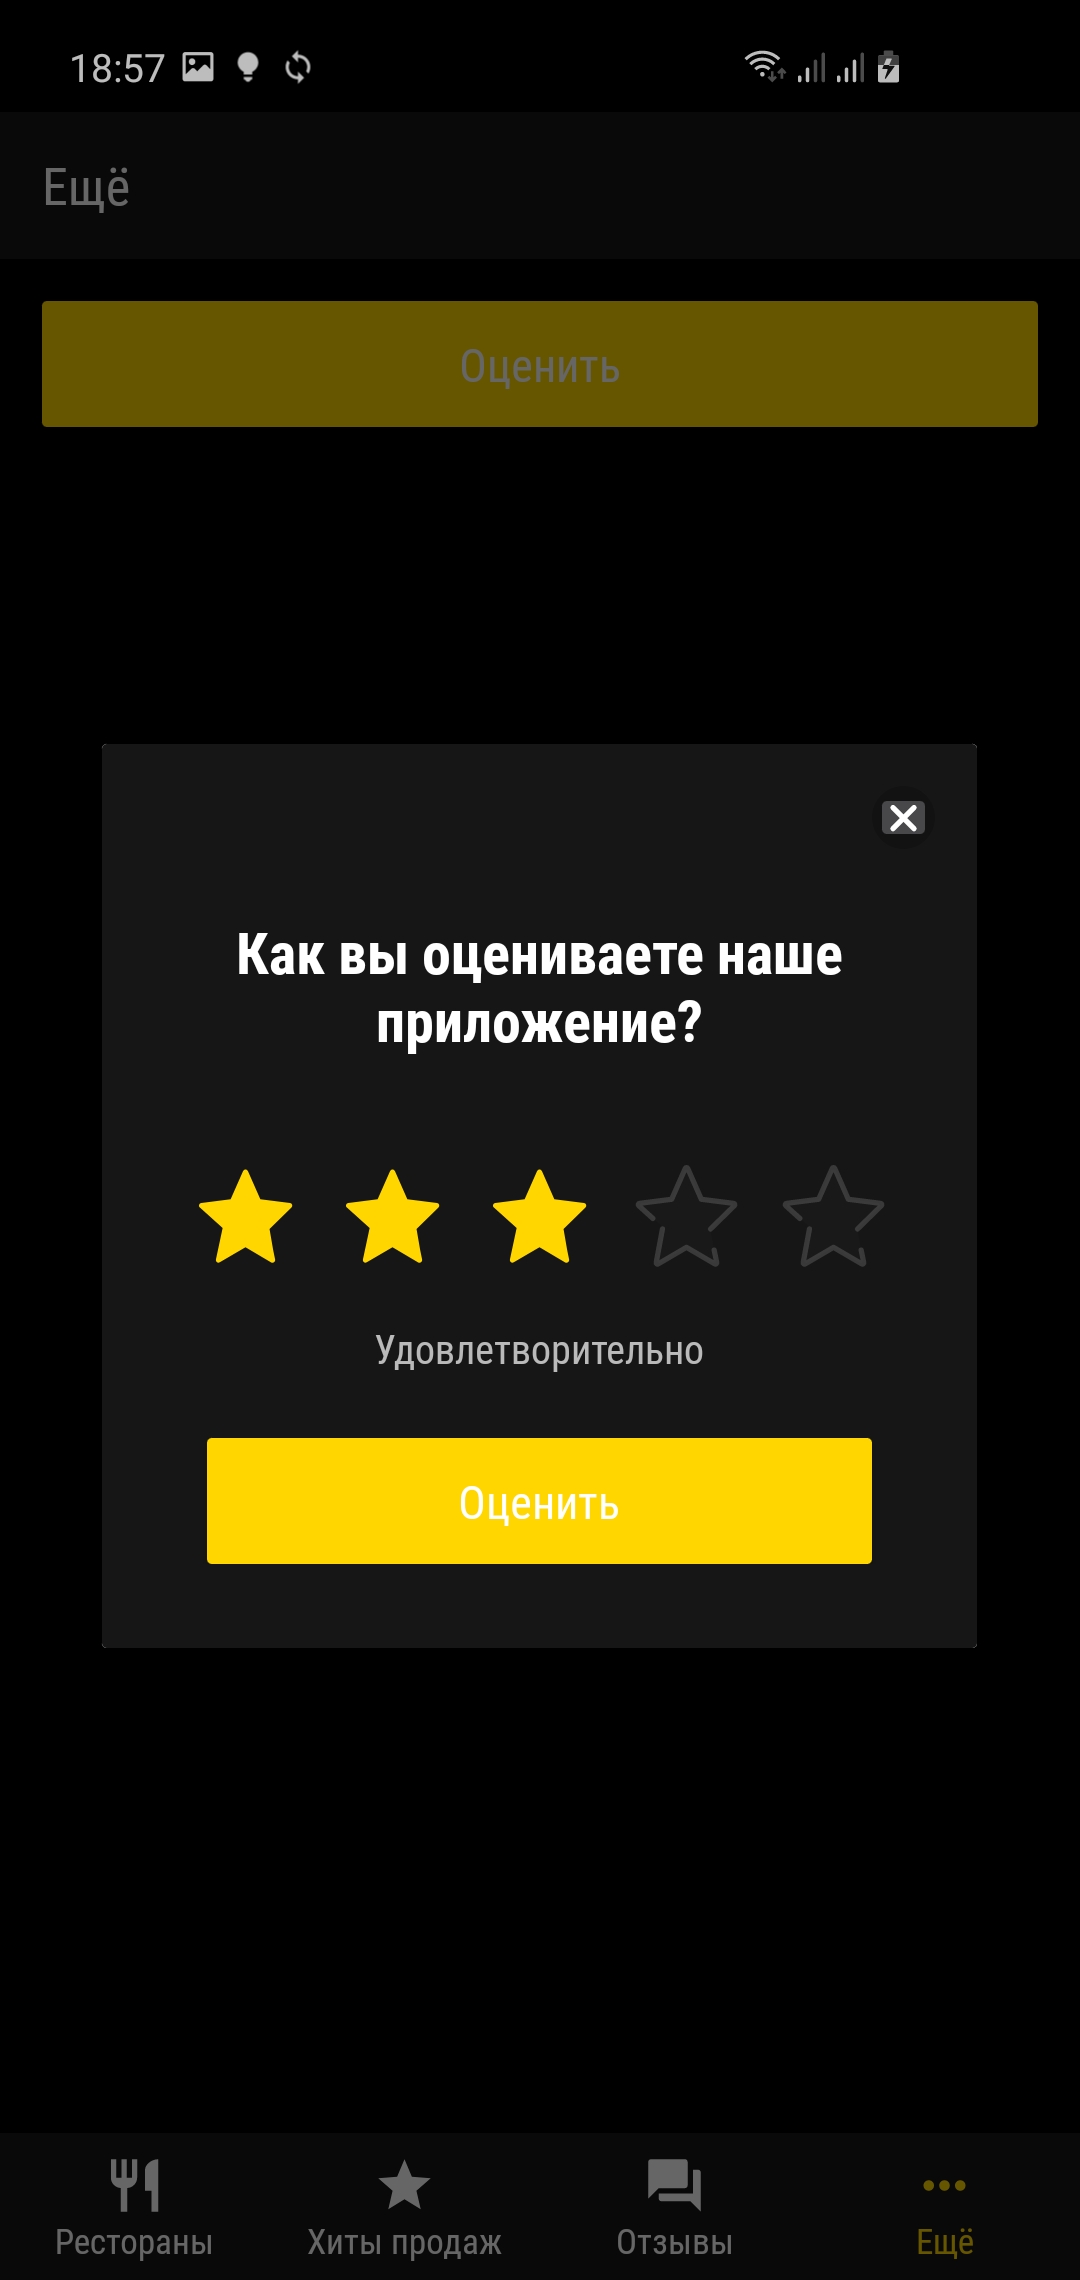 18:57
Ещё
Оценить
Как вы оцениваете наше
приложение?
Удовлетворительно
Оценить
Рестораны
Хиты продаж
Отзывы
Ещё